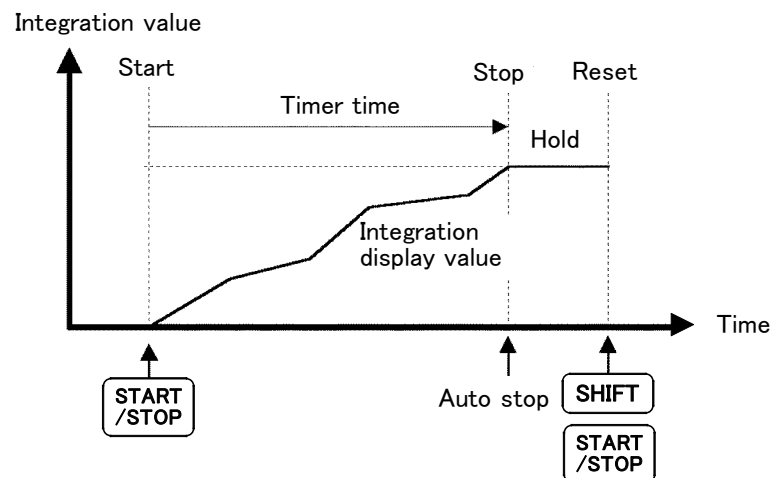 Integration value
Start
Stop
Reset
Timer time
Hold
Integration
display value
Time
START
/STOP
Auto stop
SHIFT
START
/STOP